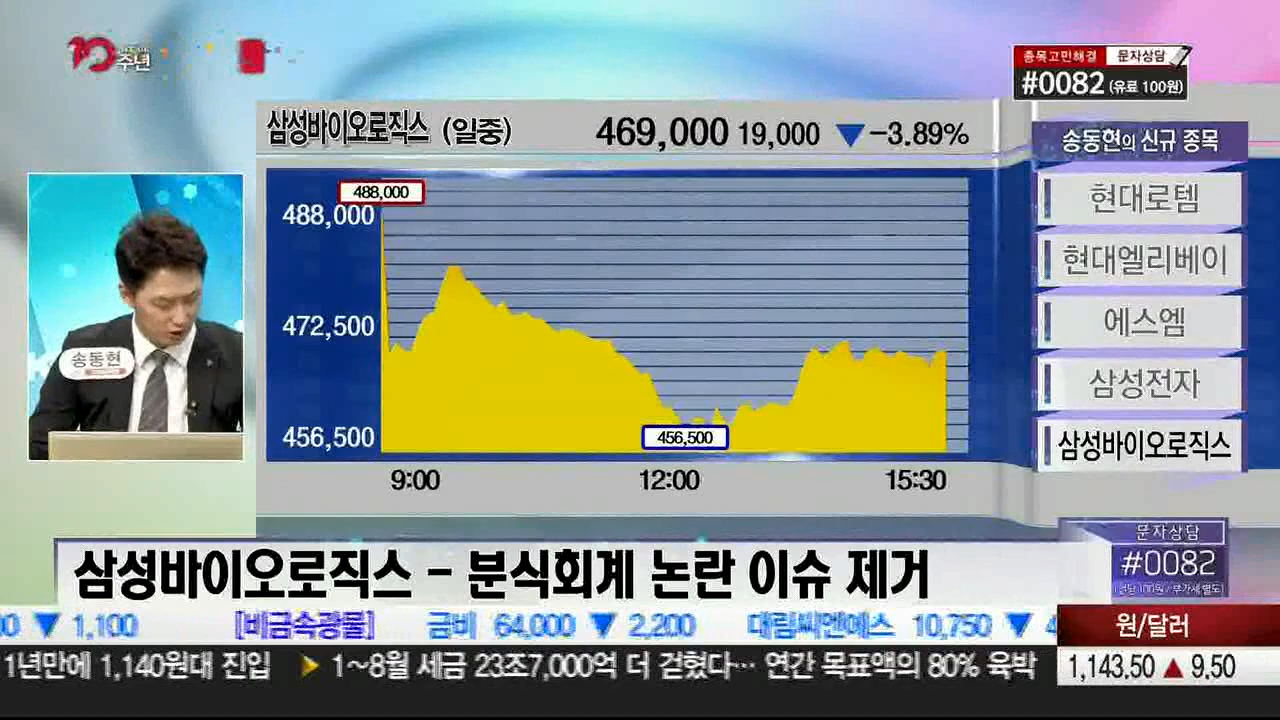 10주년
종목고민해결 문자상담
#0082 (유료 100원)
삼성바이오로직스 (일중) 469,000 19,000 ▼-3.89%
488,000
488,000
472,500
456,500
456,500
9:00 12:00 15:30
송동현
송동현의 신규 종목
현대로템
현대엘리베이
에스엠
삼성전자
삼성바이오로직스
문자상담
#0082
삼성바이오로직스 - 분식회계 논란 이슈 제거
00 ▼ 1,100 [비금속광물] 금비 64,000 ▼ 2,200 대림씨엔에스 10,750 ▼ 4
원/달러
1,143.50 ▲ 9.50
1년만에 1,140원대 진입 ▶ 1~8월 세금 23조7,000억 더 걷혔다… 연간 목표액의 80% 육박